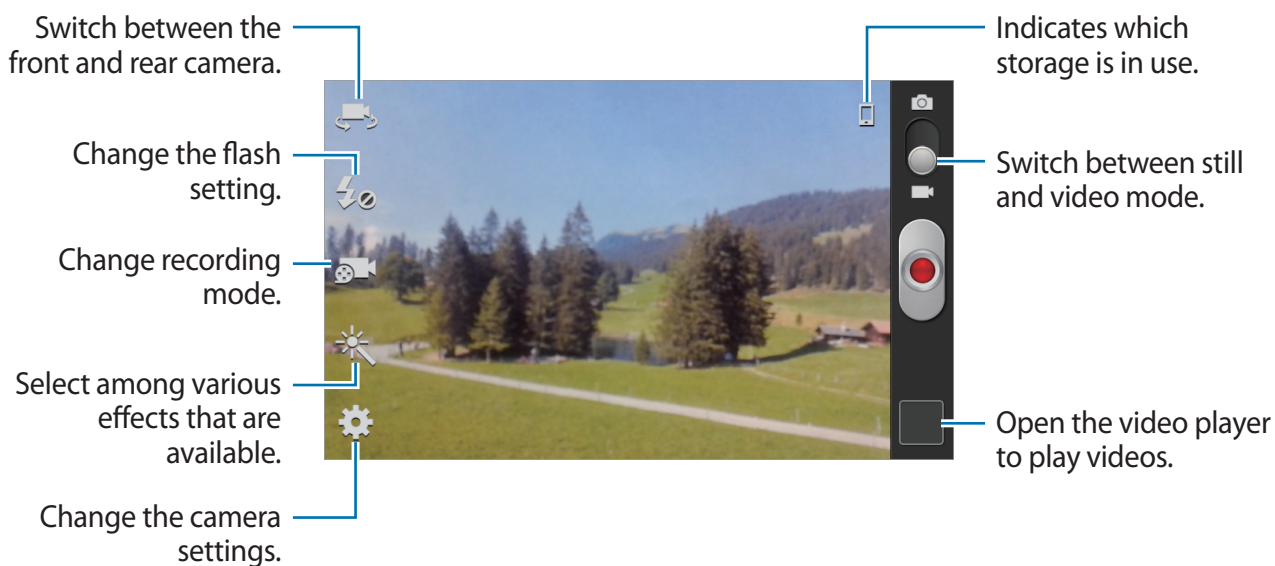 Switch between the
front and rear camera.
Change the flash
setting.
Change recording
mode.
Select among various
effects that are
available.
Change the camera
settings.
Indicates which
storage is in use.
Switch between still
and video mode.
Open the video player
to play videos.